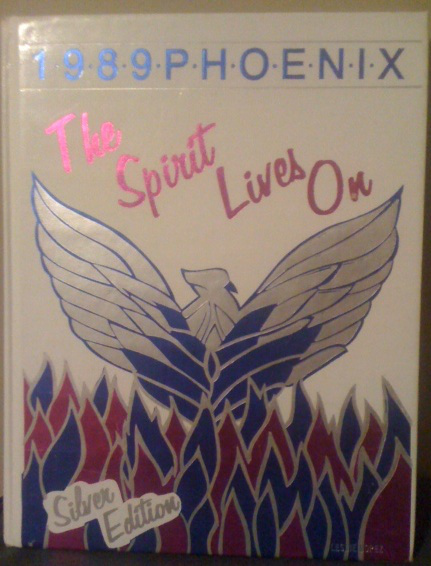 1·9·8·9·P·H·O·E·N·I·X
The
Spirit
Lives
On
Silver
Edition